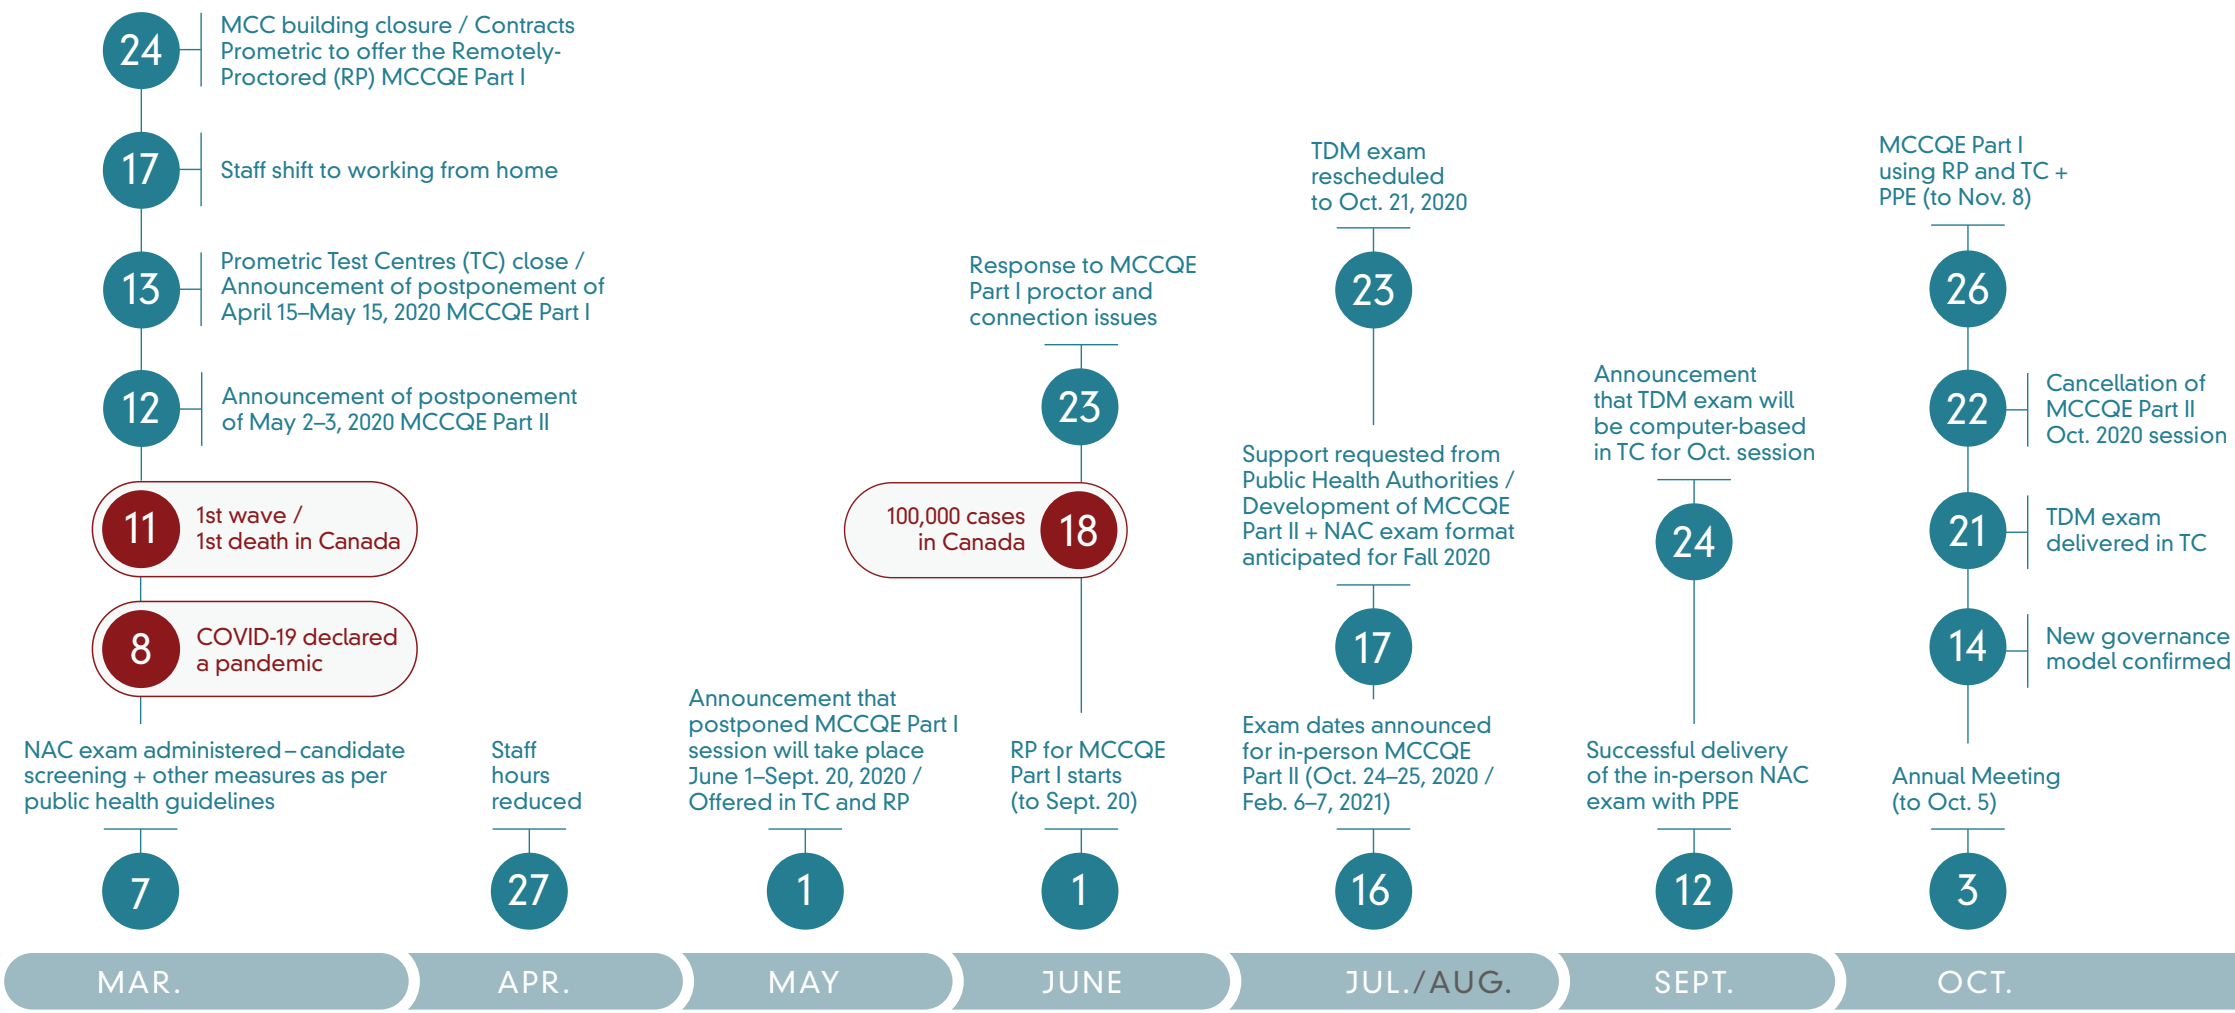 24
MCC building closure / Contracts
Prometric to offer the Remotely-
Proctored (RP) MCCQE Part I
17
Staff shift to working from home
13
Prometric Test Centres (TC) close /
Announcement of postponement of
April 15–May 15, 2020 MCCQE Part I
12
Announcement of postponement
of May 2–3, 2020 MCCQE Part II
11
1st wave /
1st death in Canada
8
COVID-19 declared
a pandemic
NAC exam administered – candidate
screening + other measures as per
public health guidelines
7
MAR.
Staff
hours
reduced
27
APR.
Announcement that
postponed MCCQE Part I
session will take place
June 1–Sept. 20, 2020 /
Offered in TC and RP
1
MAY
Response to MCCQE
Part I proctor and
connection issues
23
100,000 cases
in Canada
18
RP for MCCQE
Part I starts
(to Sept. 20)
1
JUNE
TDM exam
rescheduled
to Oct. 21, 2020
23
Support requested from
Public Health Authorities /
Development of MCCQE
Part II + NAC exam format
anticipated for Fall 2020
17
Exam dates announced
for in-person MCCQE
Part II (Oct. 24–25, 2020 /
Feb. 6–7, 2021)
16
JUL./AUG.
Announcement
that TDM exam will
be computer-based
in TC for Oct. session
24
Successful delivery
of the in-person NAC
exam with PPE
12
SEPT.
MCCQE Part I
using RP and TC +
PPE (to Nov. 8)
26
22
Cancellation of
MCCQE Part II
Oct. 2020 session
21
TDM exam
delivered in TC
14
New governance
model confirmed
Annual Meeting
(to Oct. 5)
3
OCT.